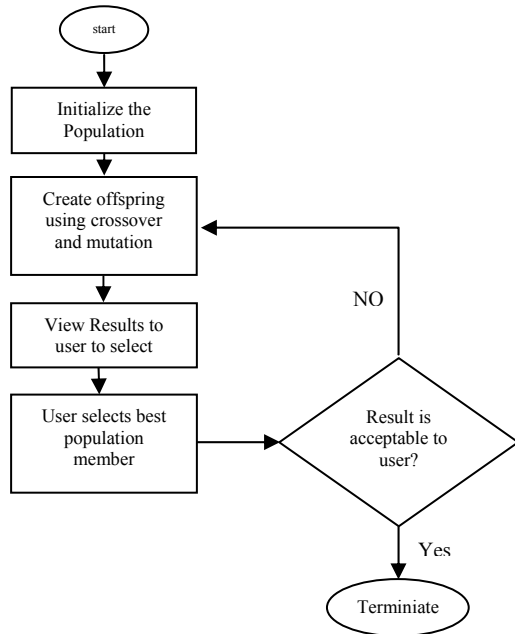 start
Initialize the
Population
Create offspring
using crossover
and mutation
View Results to
user to select
User selects best
population
member
Result is
acceptable to
user?
NO
Yes
Terminiate